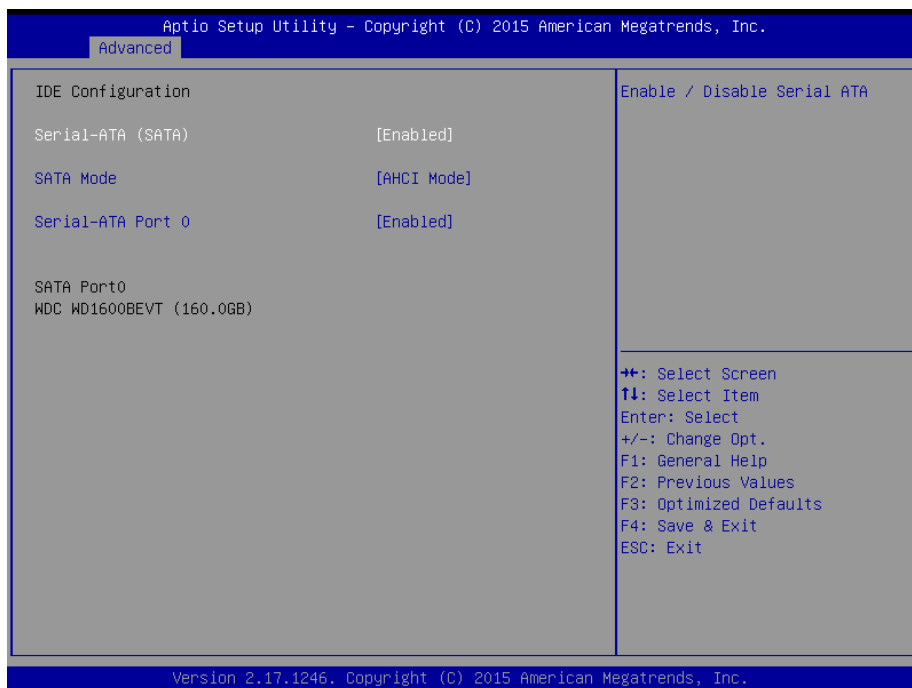 Aptio Setup Utility – Copyright (C) 2015 American Megatrends, Inc.
Advanced
IDE Configuration
Serial-ATA (SATA) [Enabled]
SATA Mode [AHCI Mode]
Serial-ATA Port 0 [Enabled]
SATA Port0
WDC WD1600BEVT (160.0GB)
Enable / Disable Serial ATA
→←: Select Screen
↑↓: Select Item
Enter: Select
+/-: Change Opt.
F1: General Help
F2: Previous Values
F3: Optimized Defaults
F4: Save & Exit
ESC: Exit
Version 2.17.1246. Copyright (C) 2015 American Megatrends, Inc.